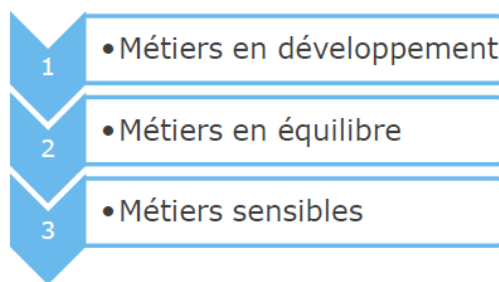 1 • Métiers en développement
2 • Métiers en équilibre
3 • Métiers sensibles